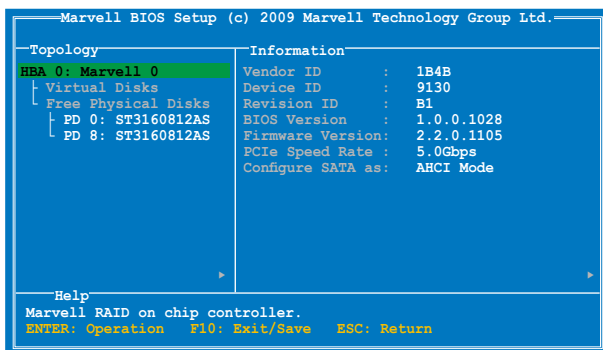 Marvell BIOS Setup (c) 2009 Marvell Technology Group Ltd.
Topology
HBA 0: Marvell 0
Virtual Disks
Free Physical Disks
PD 0: ST3160812AS
PD 8: ST3160812AS
Information
Vendor ID : 1B4B
Device ID : 9130
Revision ID : B1
BIOS Version : 1.0.0.1028
Firmware Version: 2.2.0.1105
PCIe Speed Rate : 5.0Gbps
Configure SATA as: AHCI Mode
Help
Marvell RAID on chip controller.
ENTER: Operation F10: Exit/Save ESC: Return